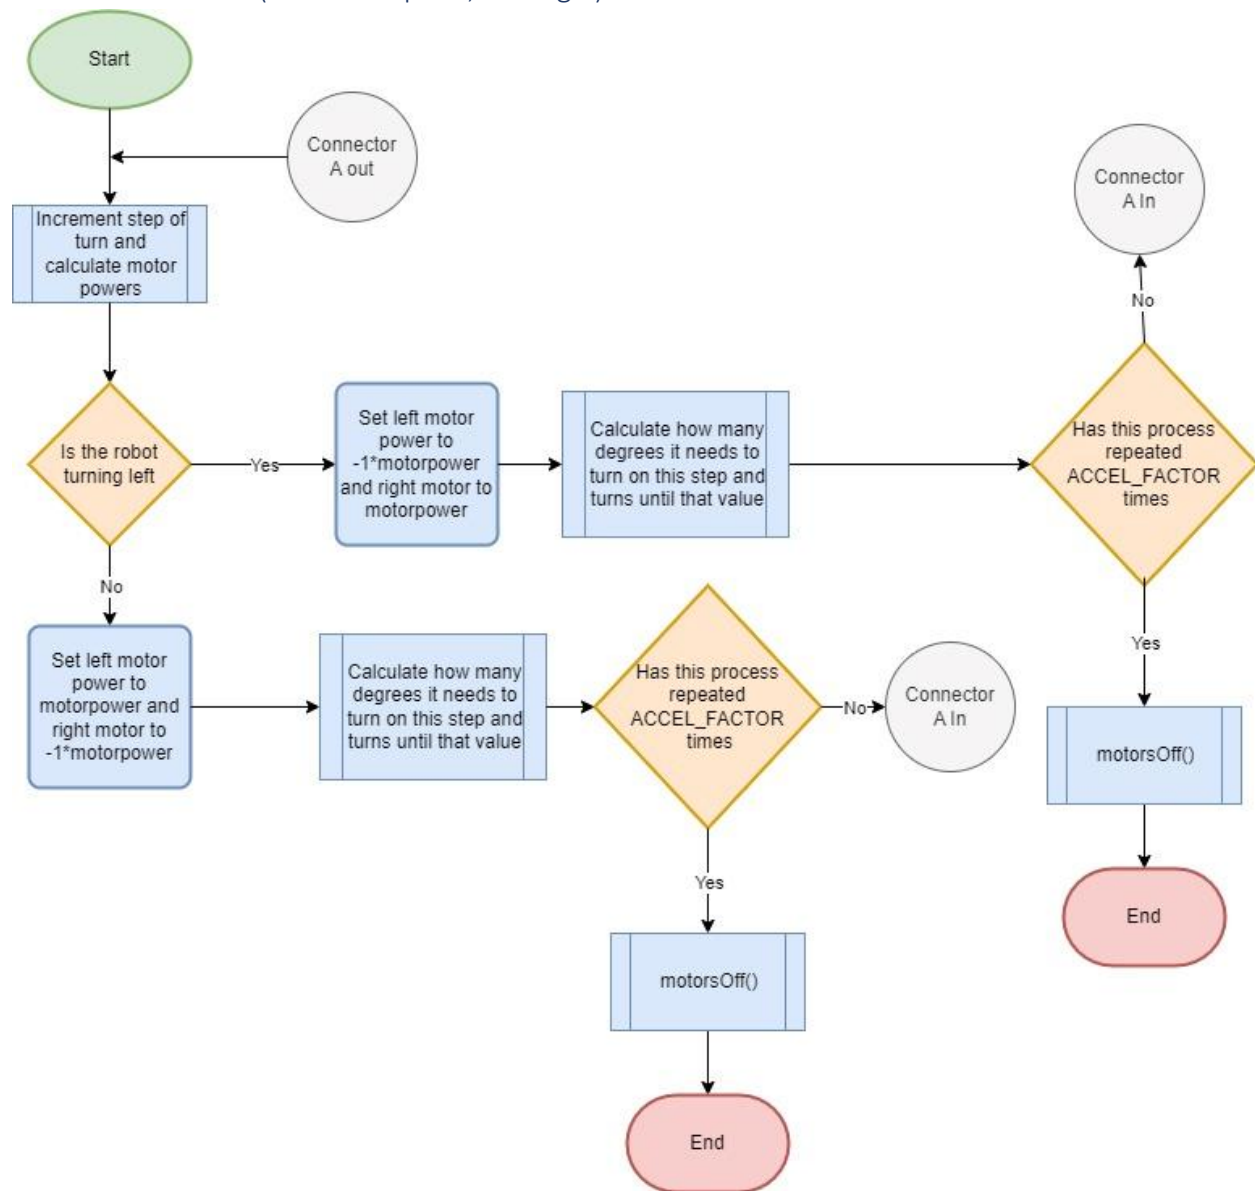 Start
Connector
A out
Connector
A In
Increment step of
turn and
calculate motor
powers
No
Is the robot
turning left
Yes
Set left motor
power to
-1*motorpower
and right motor to
motorpower
Calculate how many
degrees it needs to
turn on this step and
turns until that value
Has this process
repeated
ACCEL_FACTOR
times
No
Yes
Set left motor
power to
motorpower and
right motor to
-1*motorpower
Calculate how many
degrees it needs to
turn on this step and
turns until that value
Has this process
repeated
ACCEL_FACTOR
times
No
Connector
A In
motorsOff()
Yes
End
motorsOff()
End